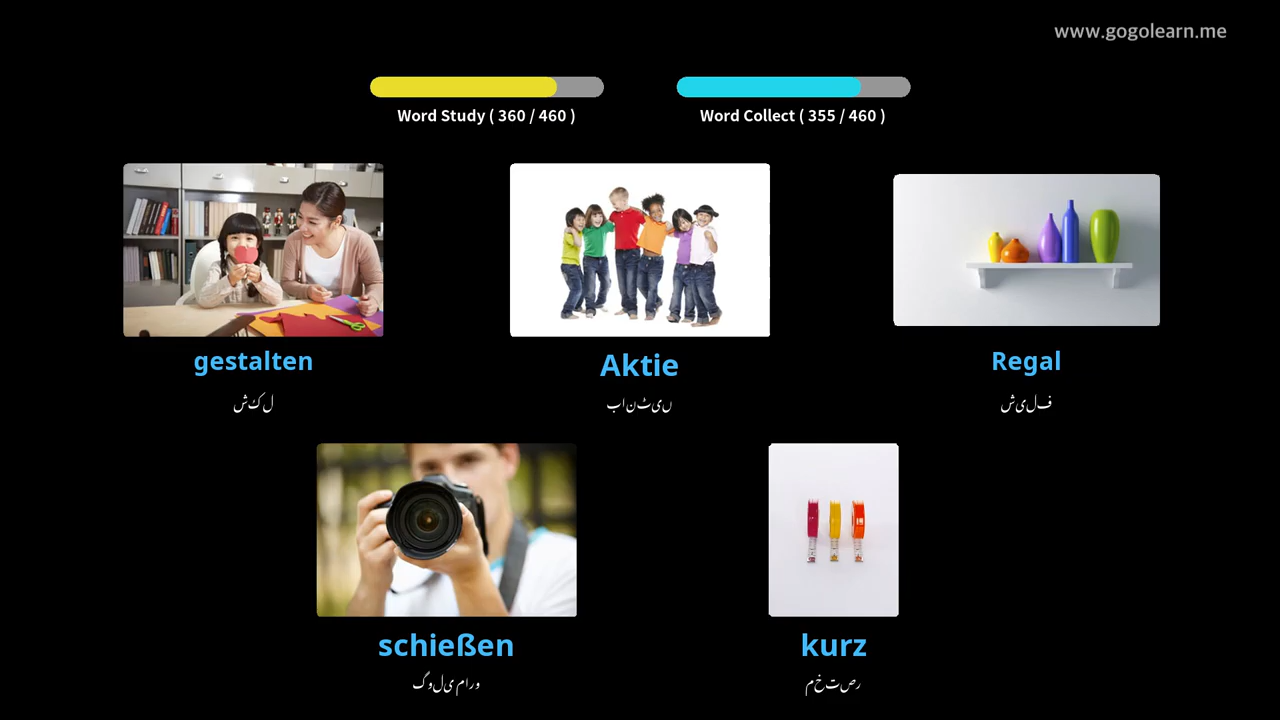 www.gogolearn.me
Word Study ( 360 / 460 )
Word Collect ( 355 / 460 )
gestalten
شکل
Aktie
بانٹیں
Regal
شیلف
schießen
گولی مارو
kurz
مختصر